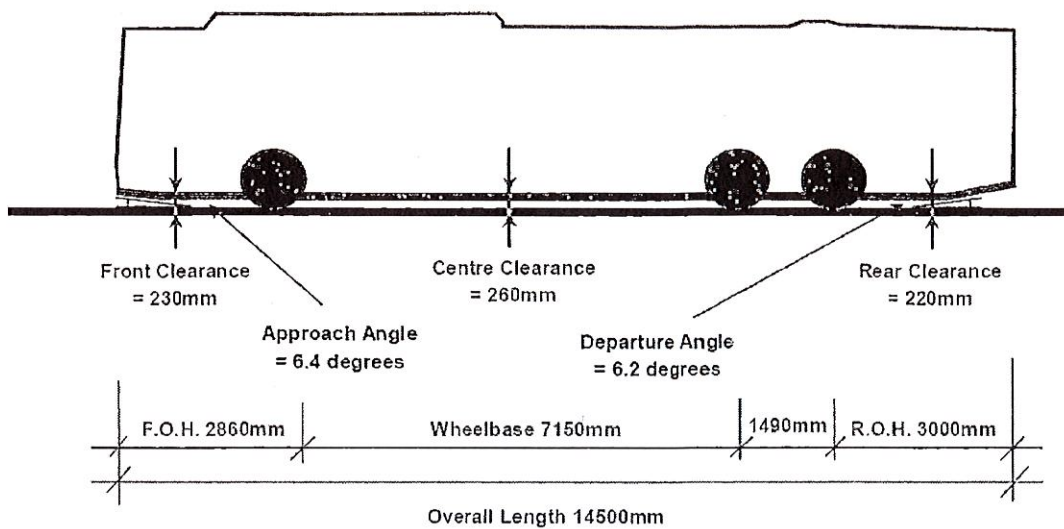 Front Clearance
= 230mm
Centre Clearance
= 260mm
Rear Clearance
= 220mm
Approach Angle
= 6.4 degrees
Departure Angle
= 6.2 degrees
F.O.H. 2860mm
Wheelbase 7150mm
1490mm
R.O.H. 3000mm
Overall Length 14500mm